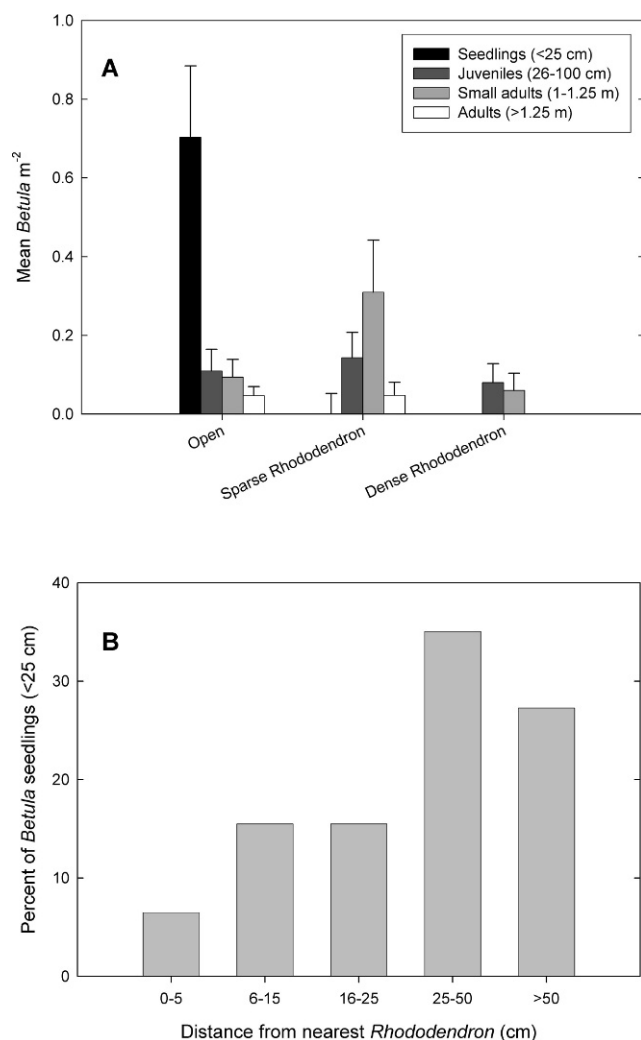 A
Seedlings (<25 cm)
Juveniles (26-100 cm)
Small adults (1-1.25 m)
Adults (>1.25 m)
1.0
0.8
0.6
0.4
0.2
0.0
Mean Betula m⁻²
Open
Sparse Rhododendron
Dense Rhododendron
B
40
30
20
10
0
Percent of Betula seedlings (<25 cm)
0-5 6-15 16-25 25-50 >50
Distance from nearest Rhododendron (cm)